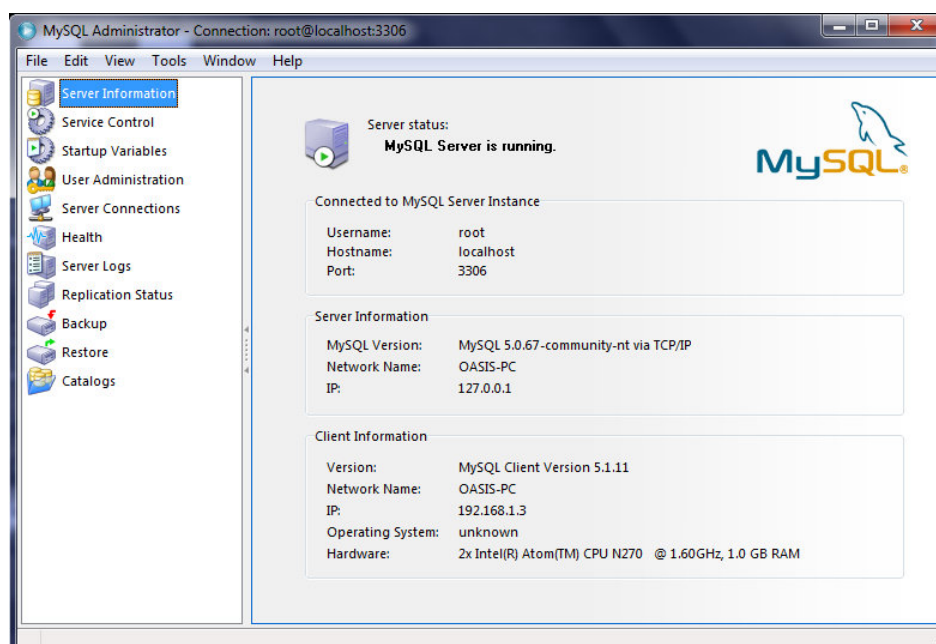 MySQL Administrator - Connection: root@localhost:3306
File Edit View Tools Window Help
Server Information
Service Control
Startup Variables
User Administration
Server Connections
Health
Server Logs
Replication Status
Backup
Restore
Catalogs
Server status:
MySQL Server is running.
MySQL®
Connected to MySQL Server Instance
Username: root
Hostname: localhost
Port: 3306
Server Information
MySQL Version: MySQL 5.0.67-community-nt via TCP/IP
Network Name: OASIS-PC
IP: 127.0.0.1
Client Information
Version: MySQL Client Version 5.1.11
Network Name: OASIS-PC
IP: 192.168.1.3
Operating System: unknown
Hardware: 2x Intel(R) Atom(TM) CPU N270 @ 1.60GHz, 1.0 GB RAM